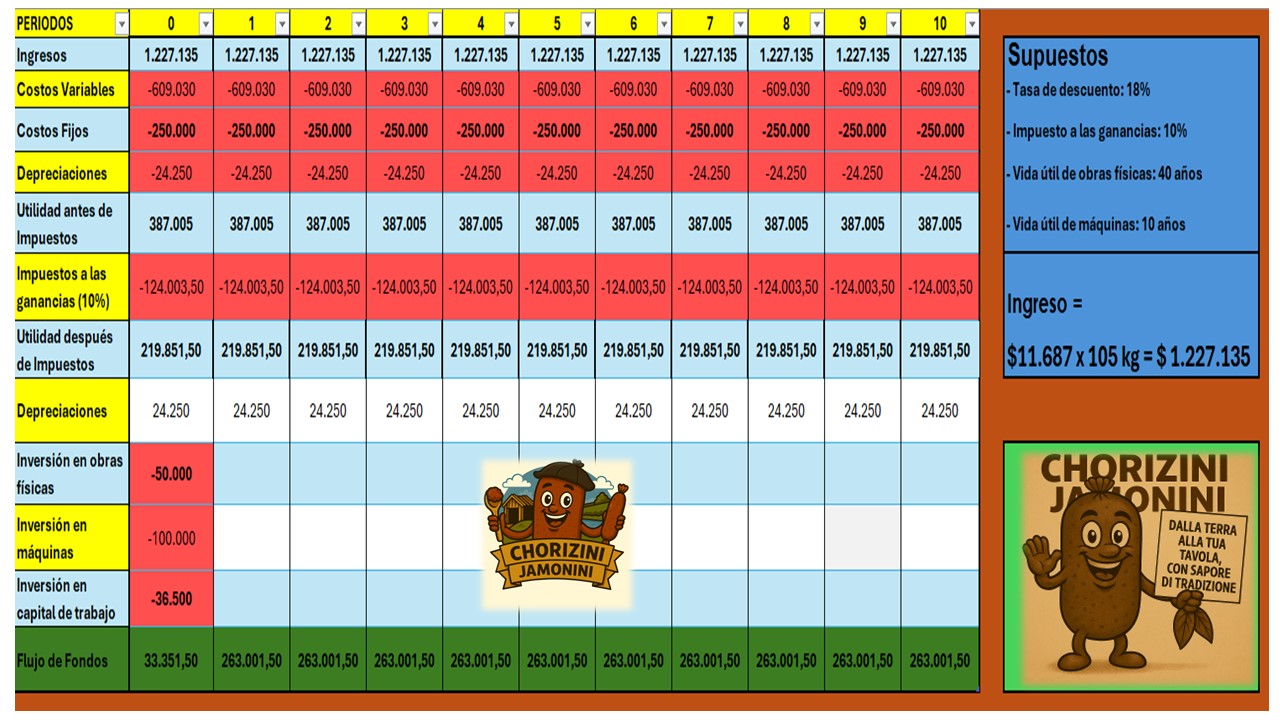 PERIODOS 0 1 2 3 4 5 6 7 8 9 10
Ingresos 1.227.135 1.227.135 1.227.135 1.227.135 1.227.135 1.227.135 1.227.135 1.227.135 1.227.135 1.227.135 1.227.135
Costos Variables -609.030 -609.030 -609.030 -609.030 -609.030 -609.030 -609.030 -609.030 -609.030 -609.030 -609.030
Costos Fijos -250.000 -250.000 -250.000 -250.000 -250.000 -250.000 -250.000 -250.000 -250.000 -250.000 -250.000
Depreciaciones -24.250 -24.250 -24.250 -24.250 -24.250 -24.250 -24.250 -24.250 -24.250 -24.250 -24.250
Utilidad antes de
Impuestos 387.005 387.005 387.005 387.005 387.005 387.005 387.005 387.005 387.005 387.005 387.005
Impuestos a las
ganancias (10%) -124.003,50 -124.003,50 -124.003,50 -124.003,50 -124.003,50 -124.003,50 -124.003,50 -124.003,50 -124.003,50 -124.003,50 -124.003,50
Utilidad después
de Impuestos 219.851,50 219.851,50 219.851,50 219.851,50 219.851,50 219.851,50 219.851,50 219.851,50 219.851,50 219.851,50 219.851,50
Depreciaciones 24.250 24.250 24.250 24.250 24.250 24.250 24.250 24.250 24.250 24.250 24.250
Inversión en obras
físicas -50.000
Inversión en
máquinas -100.000
Inversión en
capital de trabajo -36.500
Flujo de Fondos 33.351,50 263.001,50 263.001,50 263.001,50 263.001,50 263.001,50 263.001,50 263.001,50 263.001,50 263.001,50 263.001,50
CHORIZINI
JAMONINI
Supuestos
- Tasa de descuento: 18%
- Impuesto a las ganancias: 10%
- Vida útil de obras físicas: 40 años
- Vida útil de máquinas: 10 años
Ingreso =
$11.687 x 105 kg = $ 1.227.135
CHORIZINI
JAMONINI
DALLA TERRA
ALLA TUA
TAVOLA,
CON SAPORE
DI TRADIZIONE